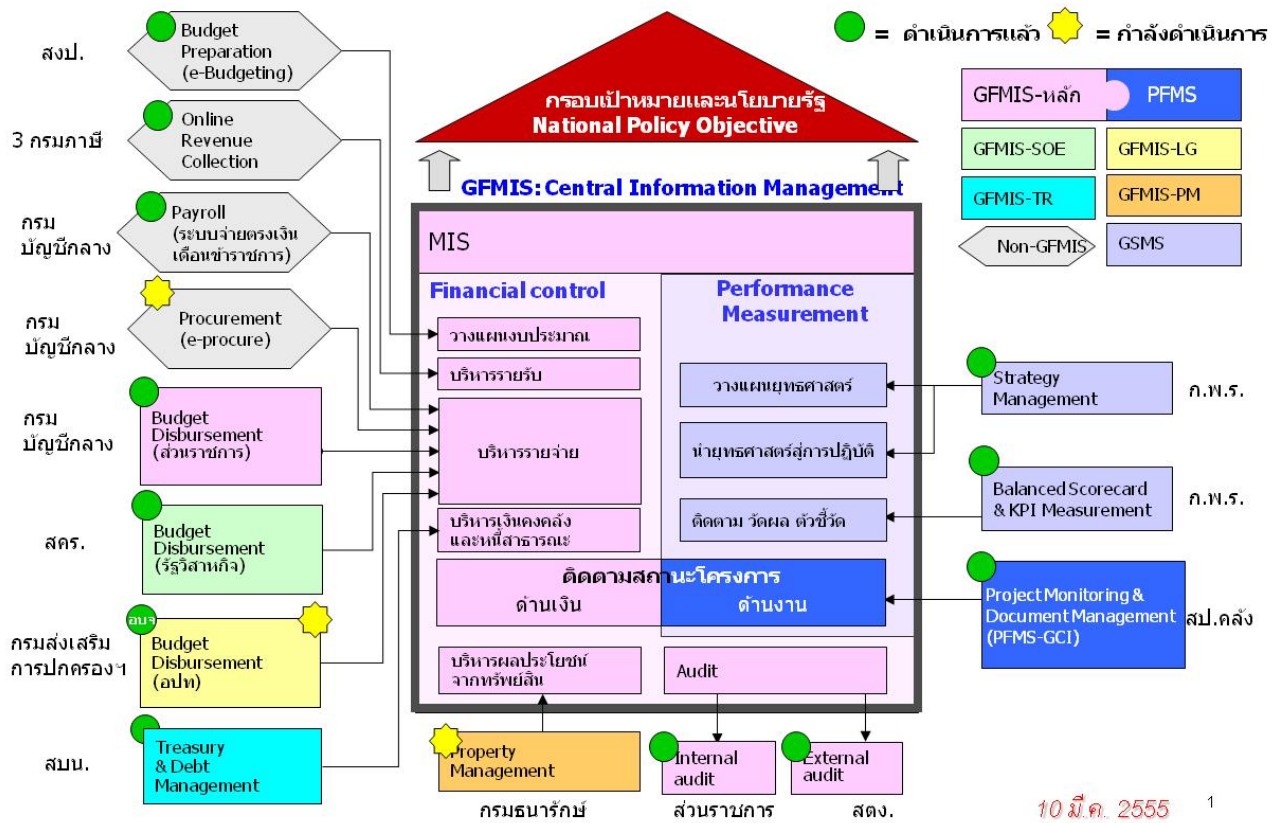 = ดำเนินการแล้ว
= กำลังดำเนินการ
สงป.
Budget
Preparation
(e-Budgeting)
3 กรมภาษี
Online
Revenue
Collection
กรม
บัญชีกลาง
Payroll
(ระบบจ่ายตรงเงิน
เดือนข้าราชการ)
กรม
บัญชีกลาง
Procurement
(e-procure)
กรม
บัญชีกลาง
Budget
Disbursement
(ส่วนราชการ)
สคร.
Budget
Disbursement
(รัฐวิสาหกิจ)
กรมส่งเสริม
การปกครองฯ
อบจ
Budget
Disbursement
(อปท)
สบน.
Treasury
& Debt
Management
กรอบเป้าหมายและนโยบายรัฐ
National Policy Objective
GFMIS: Central Information Management
MIS
Financial control
วางแผนงบประมาณ
บริหารรายรับ
บริหารรายจ่าย
บริหารเงินคงคลัง
และหนี้สาธารณะ
Performance
Measurement
วางแผนยุทธศาสตร์
นำยุทธศาสตร์สู่การปฏิบัติ
ติดตาม วัดผล ตัวชี้วัด
ติดตามสถานะโครงการ
ด้านเงิน
ด้านงาน
บริหารผลประโยชน์
จากทรัพย์สิน
Audit
Property
Management
กรมธนารักษ์
Internal
audit
ส่วนราชการ
External
audit
สตง.
GFMIS-หลัก
PFMS
GFMIS-SOE
GFMIS-LG
GFMIS-TR
GFMIS-PM
Non-GFMIS
GSMS
Strategy
Management
ก.พ.ร.
Balanced Scorecard
& KPI Measurement
ก.พ.ร.
Project Monitoring &
Document Management
(PFMS-GCI)
สป.คลัง
10 มี.ค. 2555
1